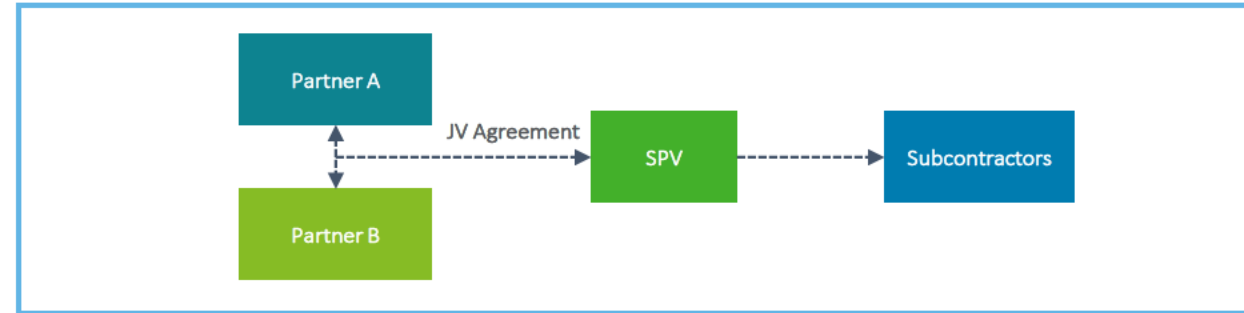 Partner A
JV Agreement
SPV
Subcontractors
Partner B